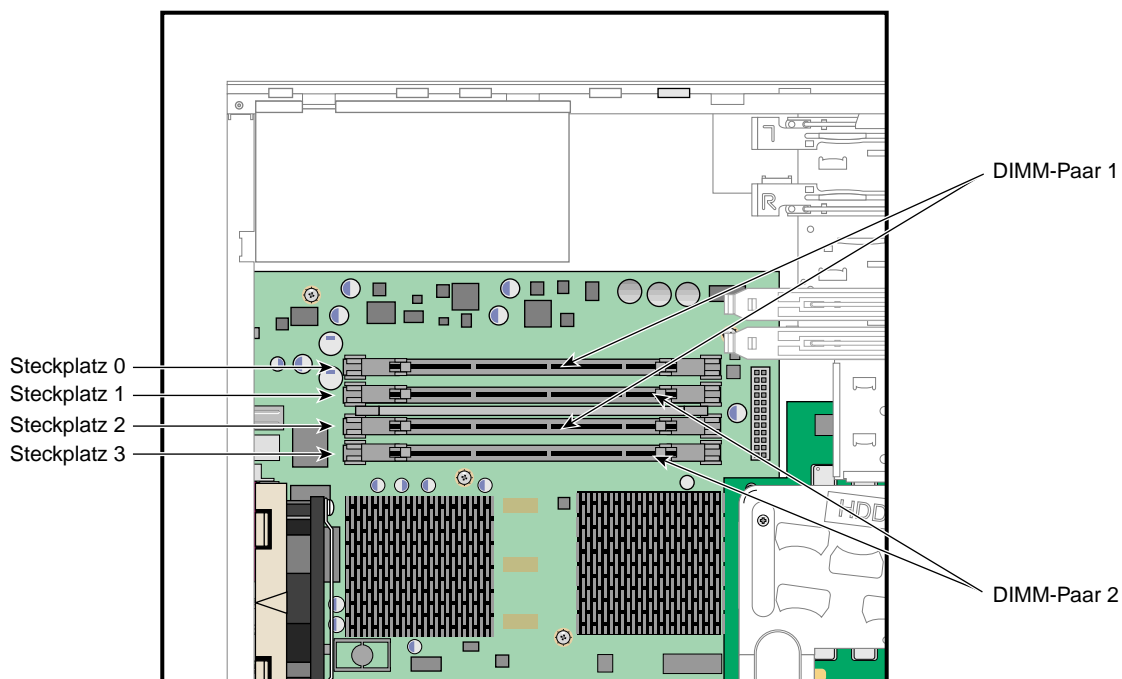 DIMM-Paar 1
L
R
Steckplatz 0
Steckplatz 1
Steckplatz 2
Steckplatz 3
HDD
DIMM-Paar 2